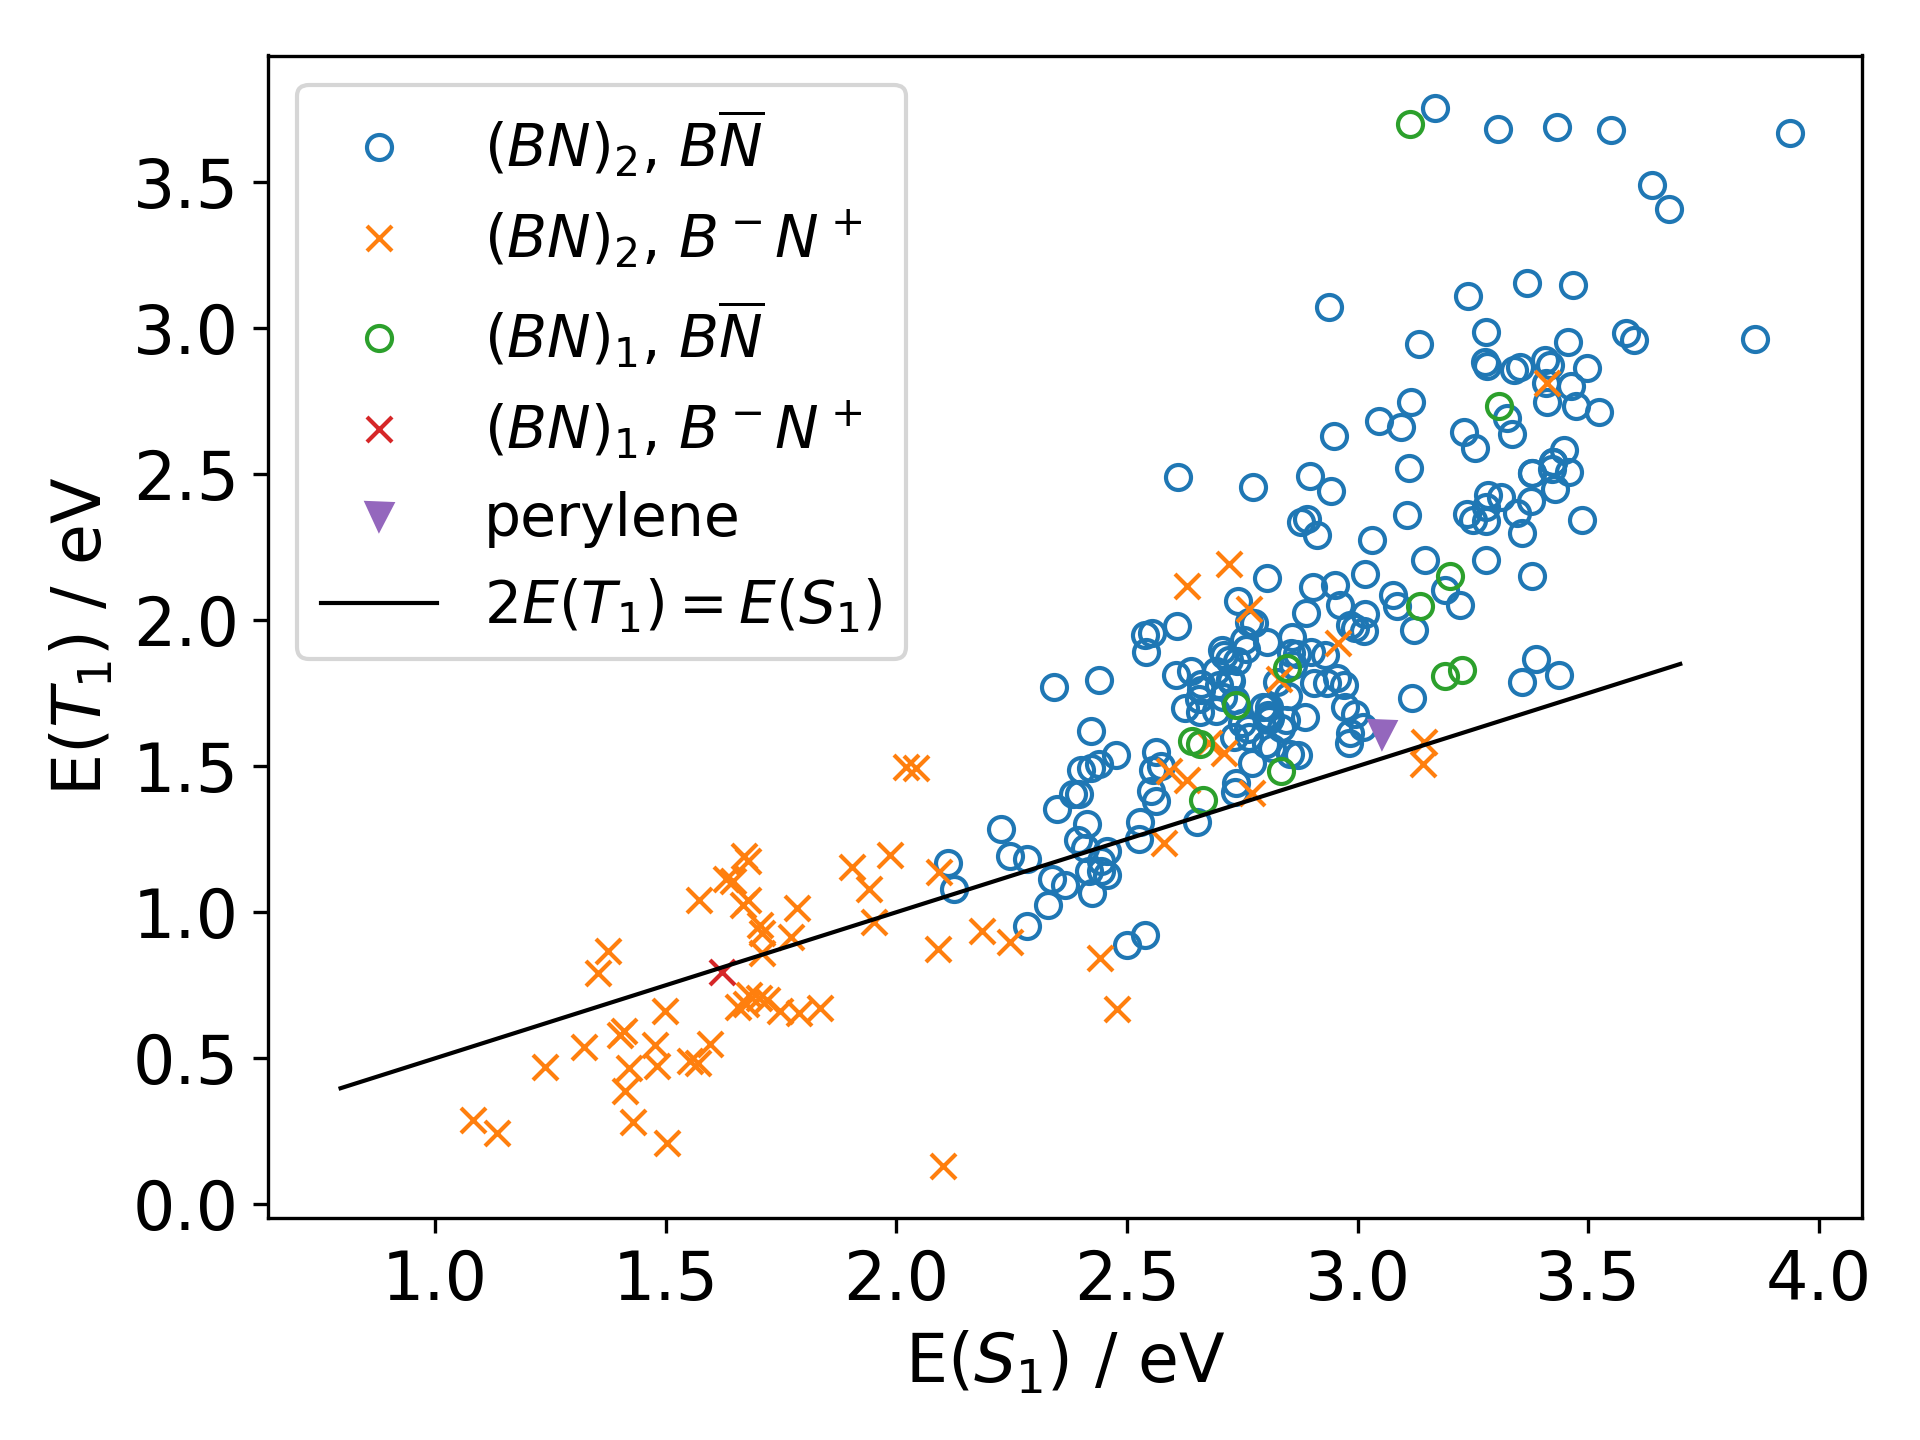 (BN)₂, BN̅
(BN)₂, B⁻N⁺
(BN)₁, BN̅
(BN)₁, B⁻N⁺
perylene
2E(T₁) = E(S₁)
E(T₁) / eV
3.5
3.0
2.5
2.0
1.5
1.0
0.5
0.0
1.0 1.5 2.0 2.5 3.0 3.5 4.0
E(S₁) / eV